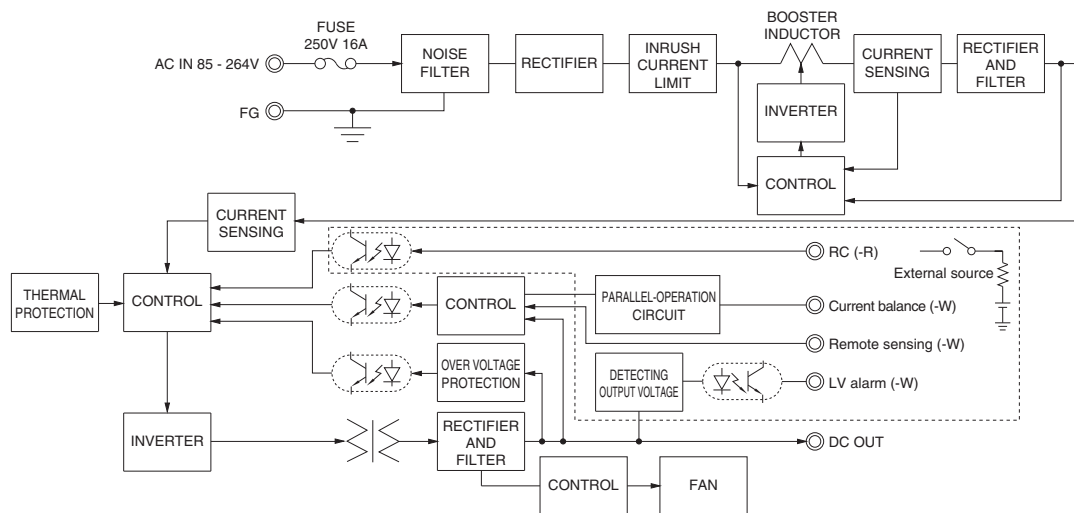 FUSE
250V 16A
BOOSTER
INDUCTOR
AC IN 85 - 264V
NOISE
FILTER
RECTIFIER
INRUSH
CURRENT
LIMIT
CURRENT
SENSING
RECTIFIER
AND
FILTER
FG
INVERTER
CONTROL
CURRENT
SENSING
RC (-R)
External source
THERMAL
PROTECTION
CONTROL
CONTROL
PARALLEL-OPERATION
CIRCUIT
Current balance (-W)
Remote sensing (-W)
OVER VOLTAGE
PROTECTION
DETECTING
OUTPUT VOLTAGE
LV alarm (-W)
INVERTER
RECTIFIER
AND
FILTER
DC OUT
CONTROL
FAN